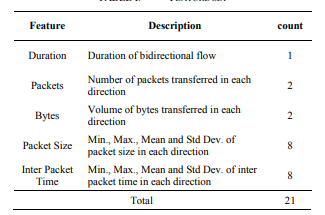 Feature Description count
Duration Duration of bidirectional flow 1
Packets Number of packets transferred in each direction 2
Bytes Volume of bytes transferred in each direction 2
Packet Size Min., Max., Mean and Std Dev. of packet size in each direction 8
Inter Packet Time Min., Max., Mean and Std Dev. of inter packet time in each direction 8
Total 21